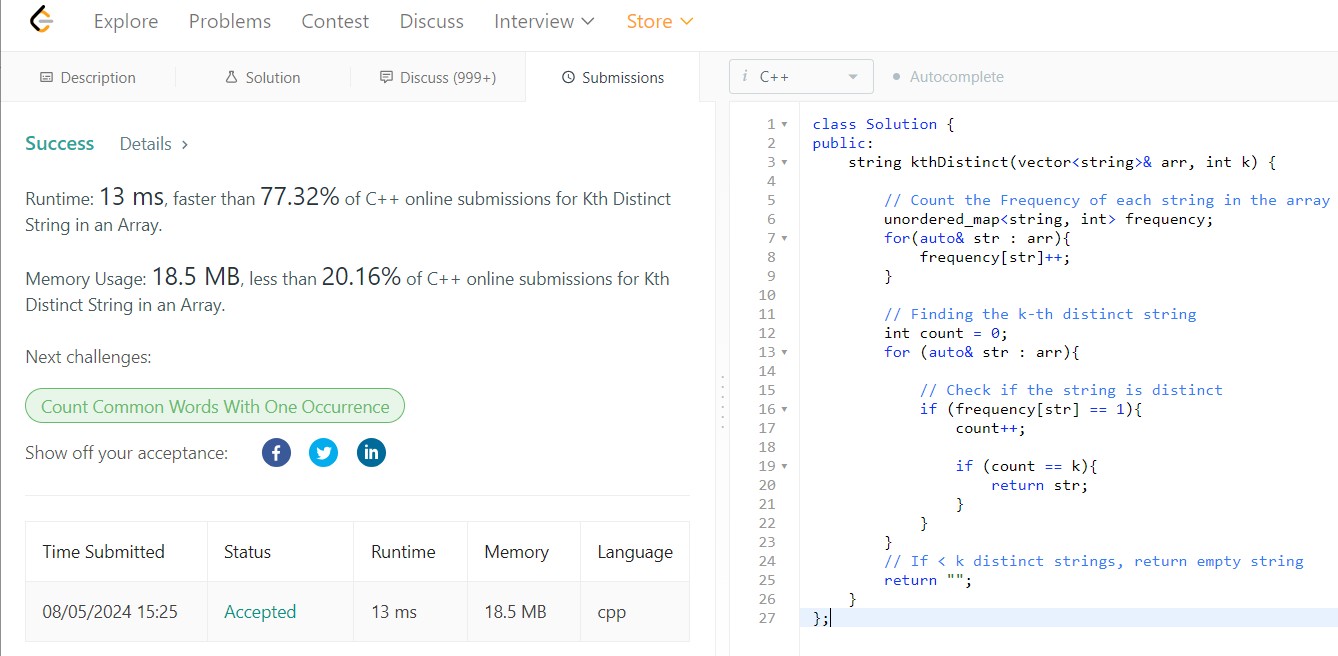 Explore Problems Contest Discuss Interview Store
Description Solution Discuss (999+) Submissions
Success Details
Runtime: 13 ms, faster than 77.32% of C++ online submissions for Kth Distinct
String in an Array.
Memory Usage: 18.5 MB, less than 20.16% of C++ online submissions for Kth
Distinct String in an Array.
Next challenges:
Count Common Words With One Occurrence
Show off your acceptance:
Time Submitted Status Runtime Memory Language
08/05/2024 15:25 Accepted 13 ms 18.5 MB cpp
i C++ Autocomplete
1 class Solution {
2 public:
3 string kthDistinct(vector<string>& arr, int k) {
4
5 // Count the Frequency of each string in the array
6 unordered_map<string, int> frequency;
7 for(auto& str : arr){
8 frequency[str]++;
9 }
10
11 // Finding the k-th distinct string
12 int count = 0;
13 for (auto& str : arr){
14
15 // Check if the string is distinct
16 if (frequency[str] == 1){
17 count++;
18
19 if (count == k){
20 return str;
21 }
22 }
23 }
24 // If < k distinct strings, return empty string
25 return "";
26 }
27 };